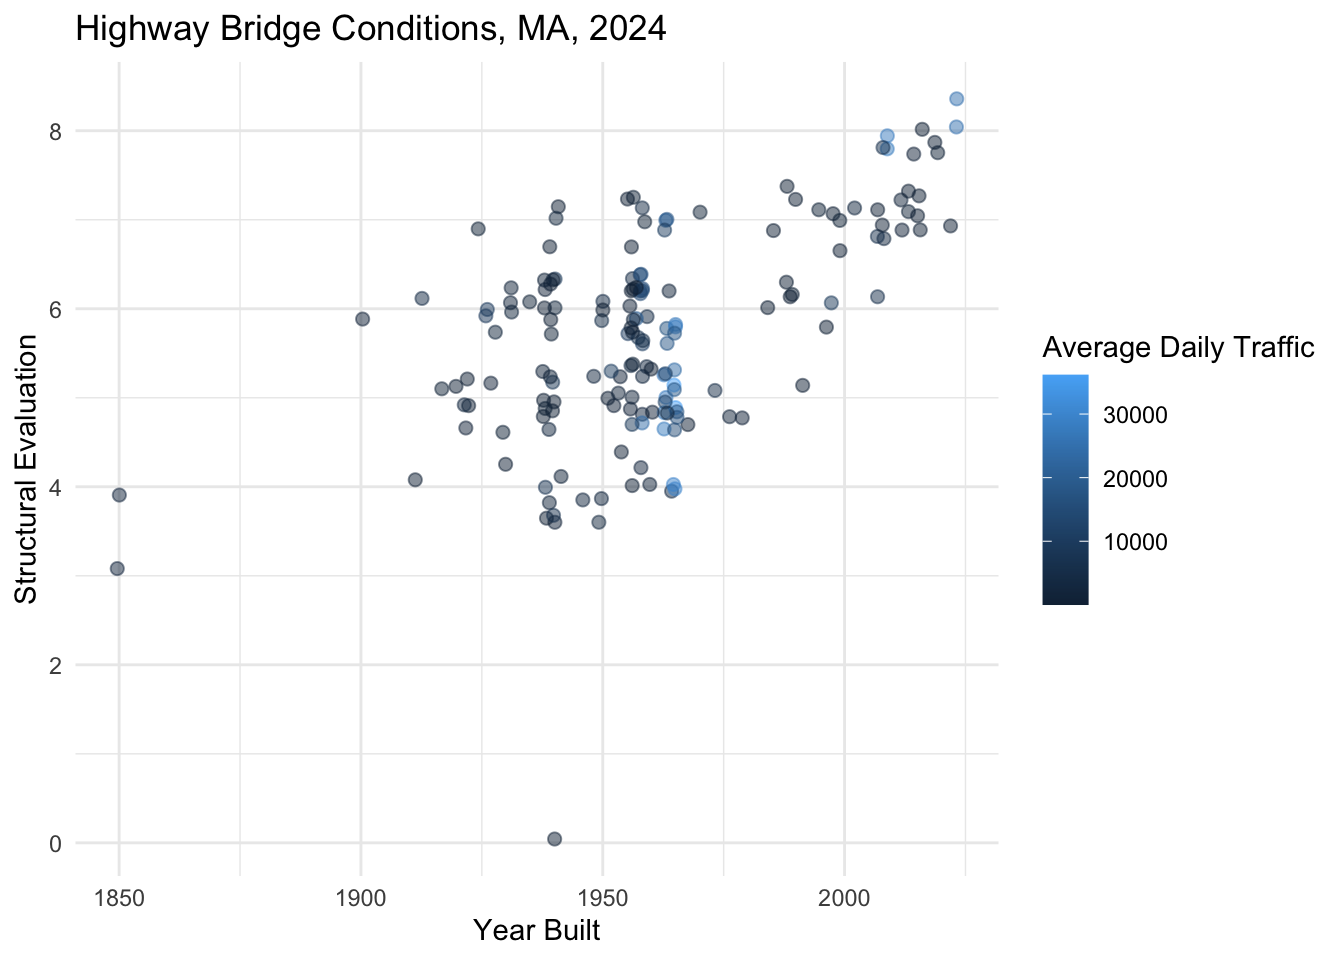 Highway Bridge Conditions, MA, 2024
8
6
4
2
0
Structural Evaluation
1850 1900 1950 2000
Year Built
Average Daily Traffic
30000
20000
10000